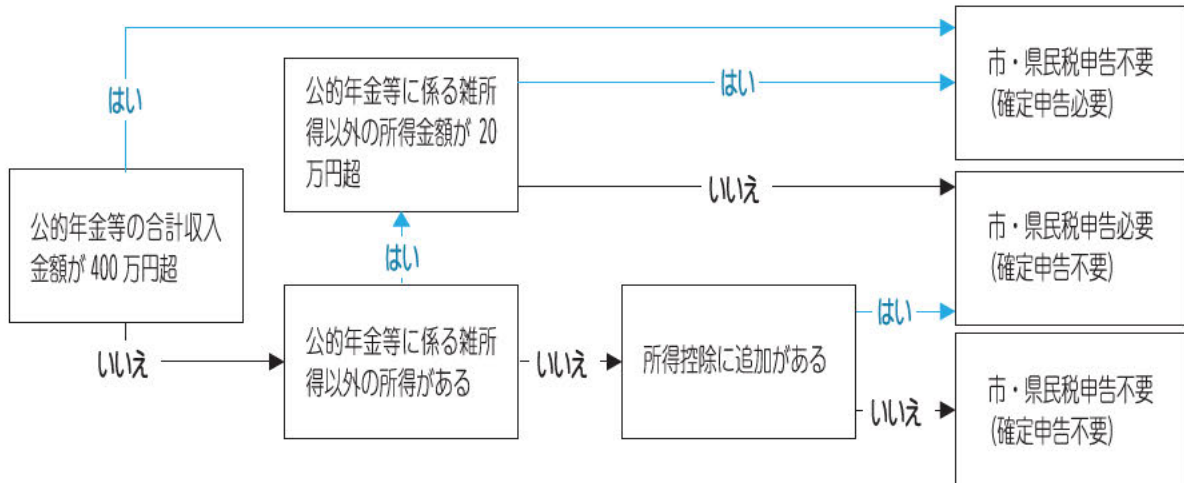 はい
公的年金等の合計収入
金額が 400 万円超
いいえ
公的年金等に係る雑所
得以外の所得金額が 20
万円超
はい
いいえ
はい
公的年金等に係る雑所
得以外の所得がある
いいえ
所得控除に追加がある
はい
いいえ
市・県民税申告不要
(確定申告必要)
市・県民税申告必要
(確定申告不要)
市・県民税申告不要
(確定申告不要)